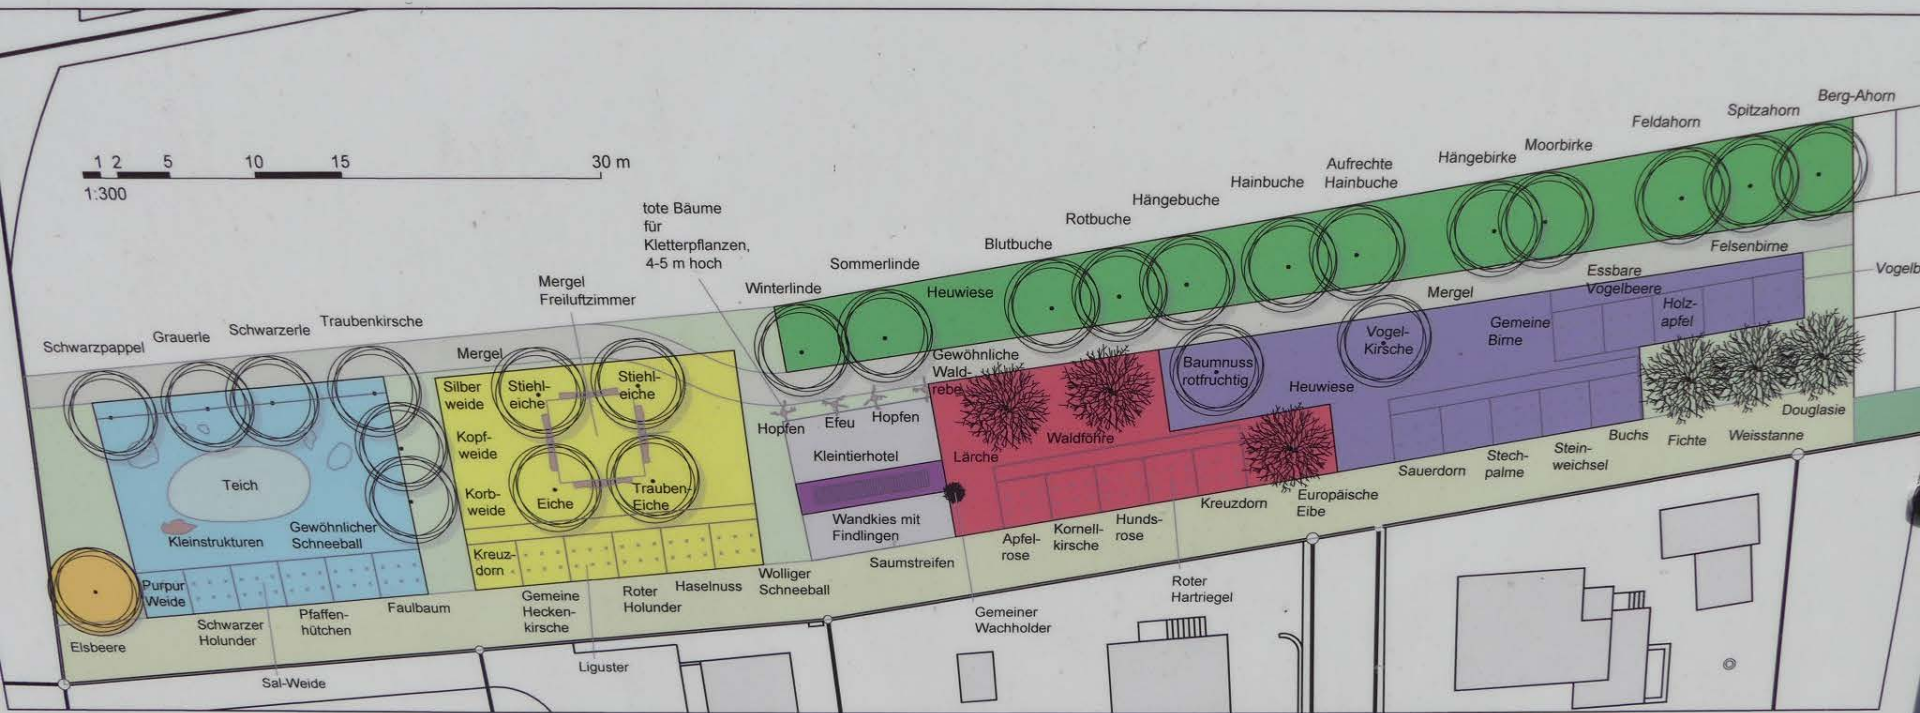 1 2 5 10 15 30 m
1:300
Schwarzpappel
Grauerle
Schwarzerle
Traubenkirsche
Mergel
Mergel
Freiluftzimmer
tote Bäume
für
Kletterpflanzen,
4-5 m hoch
Winterlinde
Sommerlinde
Heuwiese
Blutbuche
Rotbuche
Hängebuche
Hainbuche
Aufrechte
Hainbuche
Hängebirke
Moorbirke
Feldahorn
Spitzahorn
Berg-Ahorn
Felsenbirne
Essbare
Vogelbeere
Vogelb
Mergel
Holz-
apfel
Gemeine
Birne
Vogel-
Kirsche
Baumnuss
rotfruchtig
Heuwiese
Gewöhnliche
Wald-
rebe
Silber
weide
Stiehl-
eiche
Stiehl-
eiche
Kopf-
weide
Korb-
weide
Eiche
Trauben-
Eiche
Kreuz-
dorn
Hopfen
Efeu
Hopfen
Kleintierhotel
Lärche
Waldföhre
Wandkies mit
Findlingen
Saumstreifen
Teich
Kleinstrukturen
Gewöhnlicher
Schneeball
Purpur
Weide
Elsbeere
Schwarzer
Holunder
Sal-Weide
Pfaffen-
hütchen
Faulbaum
Gemeine
Hecken-
kirsche
Liguster
Roter
Holunder
Haselnuss
Wolliger
Schneeball
Gemeiner
Wachholder
Apfel-
rose
Kornell-
kirsche
Hunds-
rose
Roter
Hartriegel
Kreuzdorn
Europäische
Eibe
Sauerdorn
Stech-
palme
Stein-
weichsel
Buchs
Fichte
Weisstanne
Douglasie